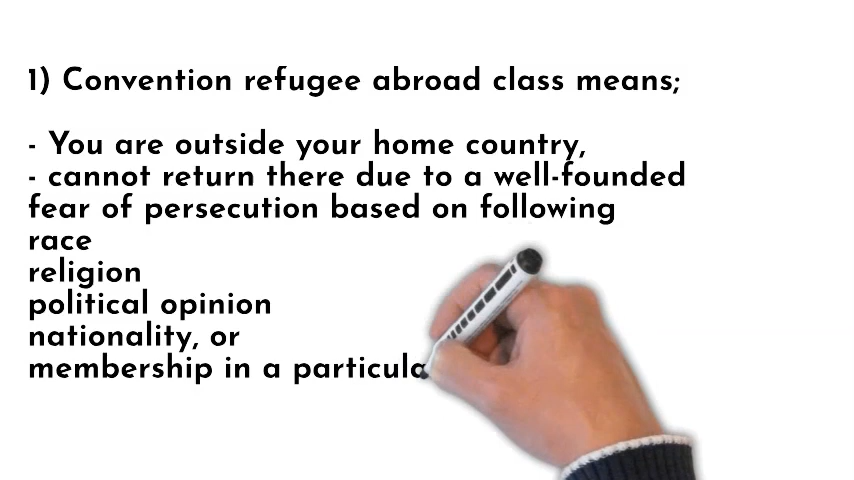 1) Convention refugee abroad class means;
- You are outside your home country,
- cannot return there due to a well-founded
fear of persecution based on following
race
religion
political opinion
nationality, or
membership in a particula